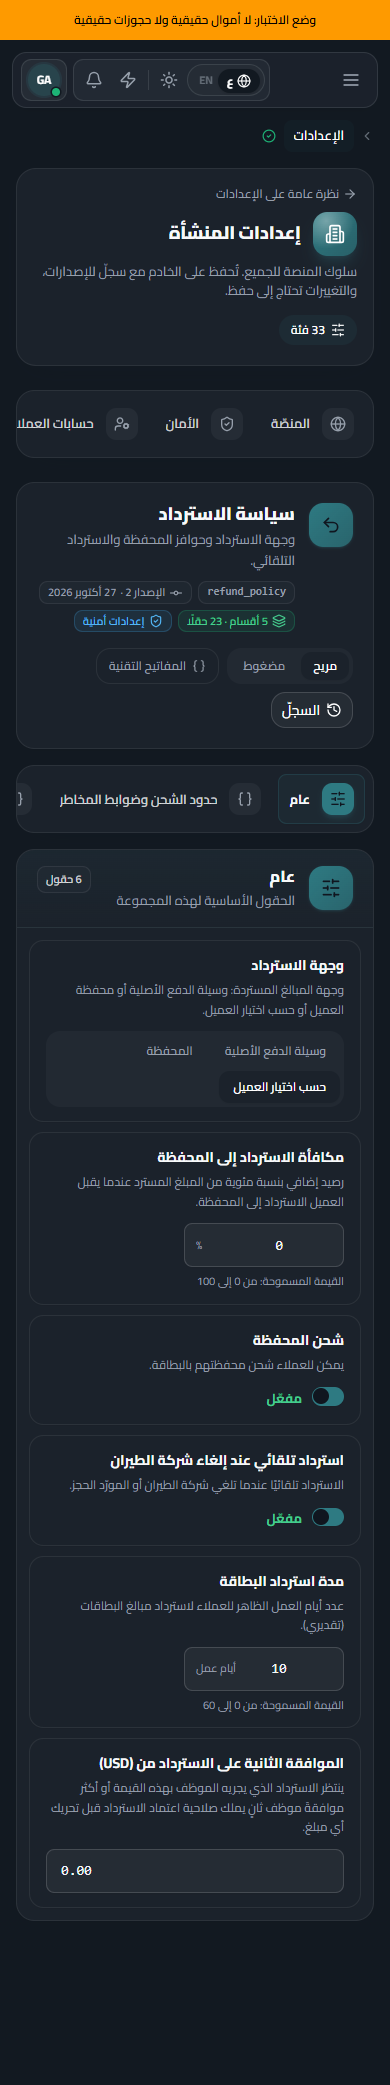 وضع الاختبار: لا أموال حقيقية ولا حجوزات حقيقية
ع EN
GA
الإعدادات
نظرة عامة على الإعدادات
إعدادات المنشأة
سلوك المنصة للجميع. تُحفظ على الخادم مع سجلّ للإصدارات،
والتغييرات تحتاج إلى حفظ.
33 فئة
المنصّة
الأمان
حسابات العملا
سياسة الاسترداد
وجهة الاسترداد وحوافز المحفظة والاسترداد
التلقائي.
refund_policy
الإصدار 2 · 27 أكتوبر 2026
5 أقسام · 23 حقلًا
إعدادات أمنية
مريح
مضغوط
{ } المفاتيح التقنية
السجلّ
عام
{ } حدود الشحن وضوابط المخاطر
عام
6 حقول
الحقول الأساسية لهذه المجموعة
وجهة الاسترداد
وجهة المبالغ المستردة: وسيلة الدفع الأصلية أو محفظة
العميل أو حسب اختيار العميل.
وسيلة الدفع الأصلية
المحفظة
حسب اختيار العميل
مكافأة الاسترداد إلى المحفظة
رصيد إضافي بنسبة مئوية من المبلغ المسترد عندما يقبل
العميل الاسترداد إلى المحفظة.
0 %
القيمة المسموحة: من 0 إلى 100
شحن المحفظة
يمكن للعملاء شحن محفظتهم بالبطاقة.
مفعّل
استرداد تلقائي عند إلغاء شركة الطيران
الاسترداد تلقائيًا عندما تلغي شركة الطيران أو المورّد الحجز.
مفعّل
مدة استرداد البطاقة
عدد أيام العمل الظاهر للعملاء لاسترداد مبالغ البطاقات
(تقديري).
10 أيام عمل
القيمة المسموحة: من 0 إلى 60
الموافقة الثانية على الاسترداد من (USD)
ينتظر الاسترداد الذي يجريه الموظف بهذه القيمة أو أكثر
موافقة موظف ثانٍ يملك صلاحية اعتماد الاسترداد قبل تحريك
أي مبلغ.
0.00